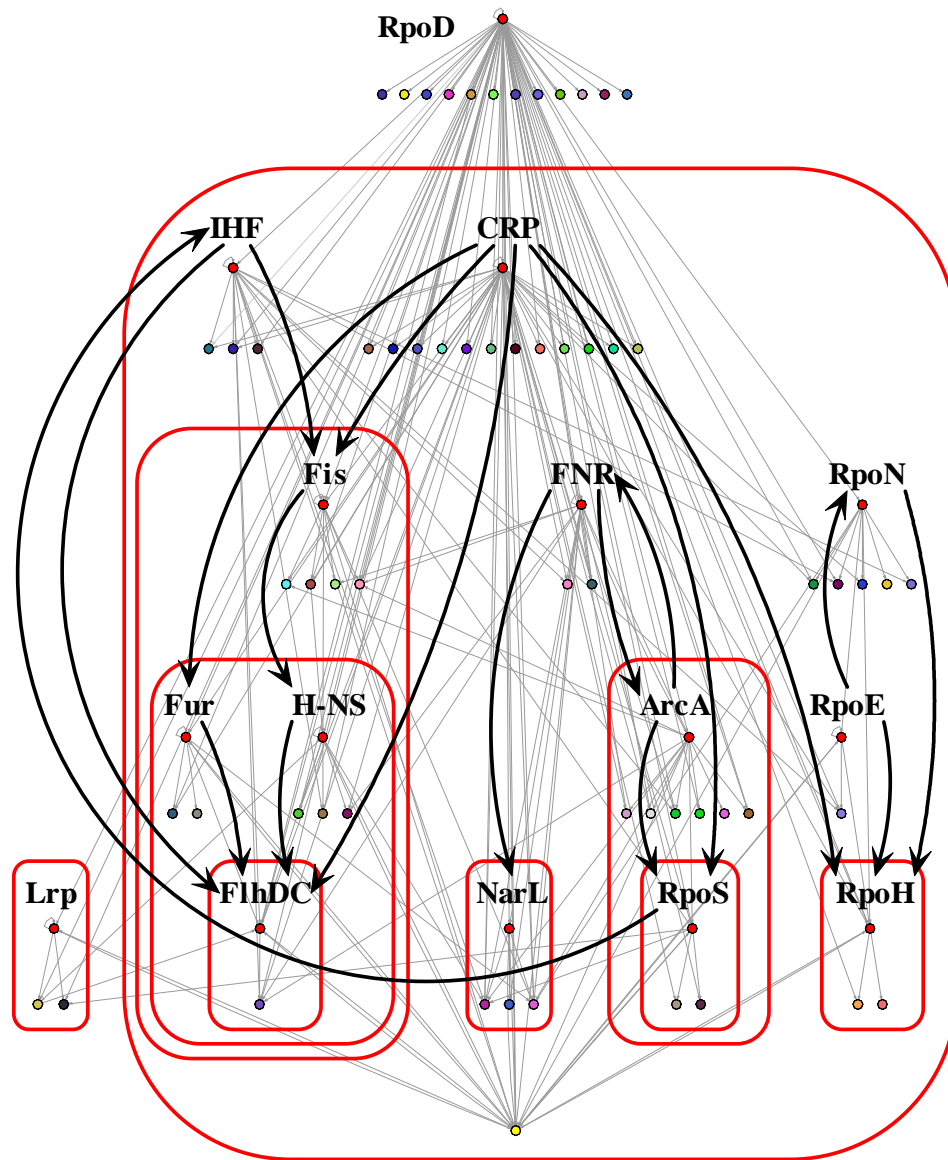 RpoD
IHF
CRP
Fis
FNR
RpoN
Fur
H-NS
ArcA
RpoE
Lrp
FlhDC
NarL
RpoS
RpoH